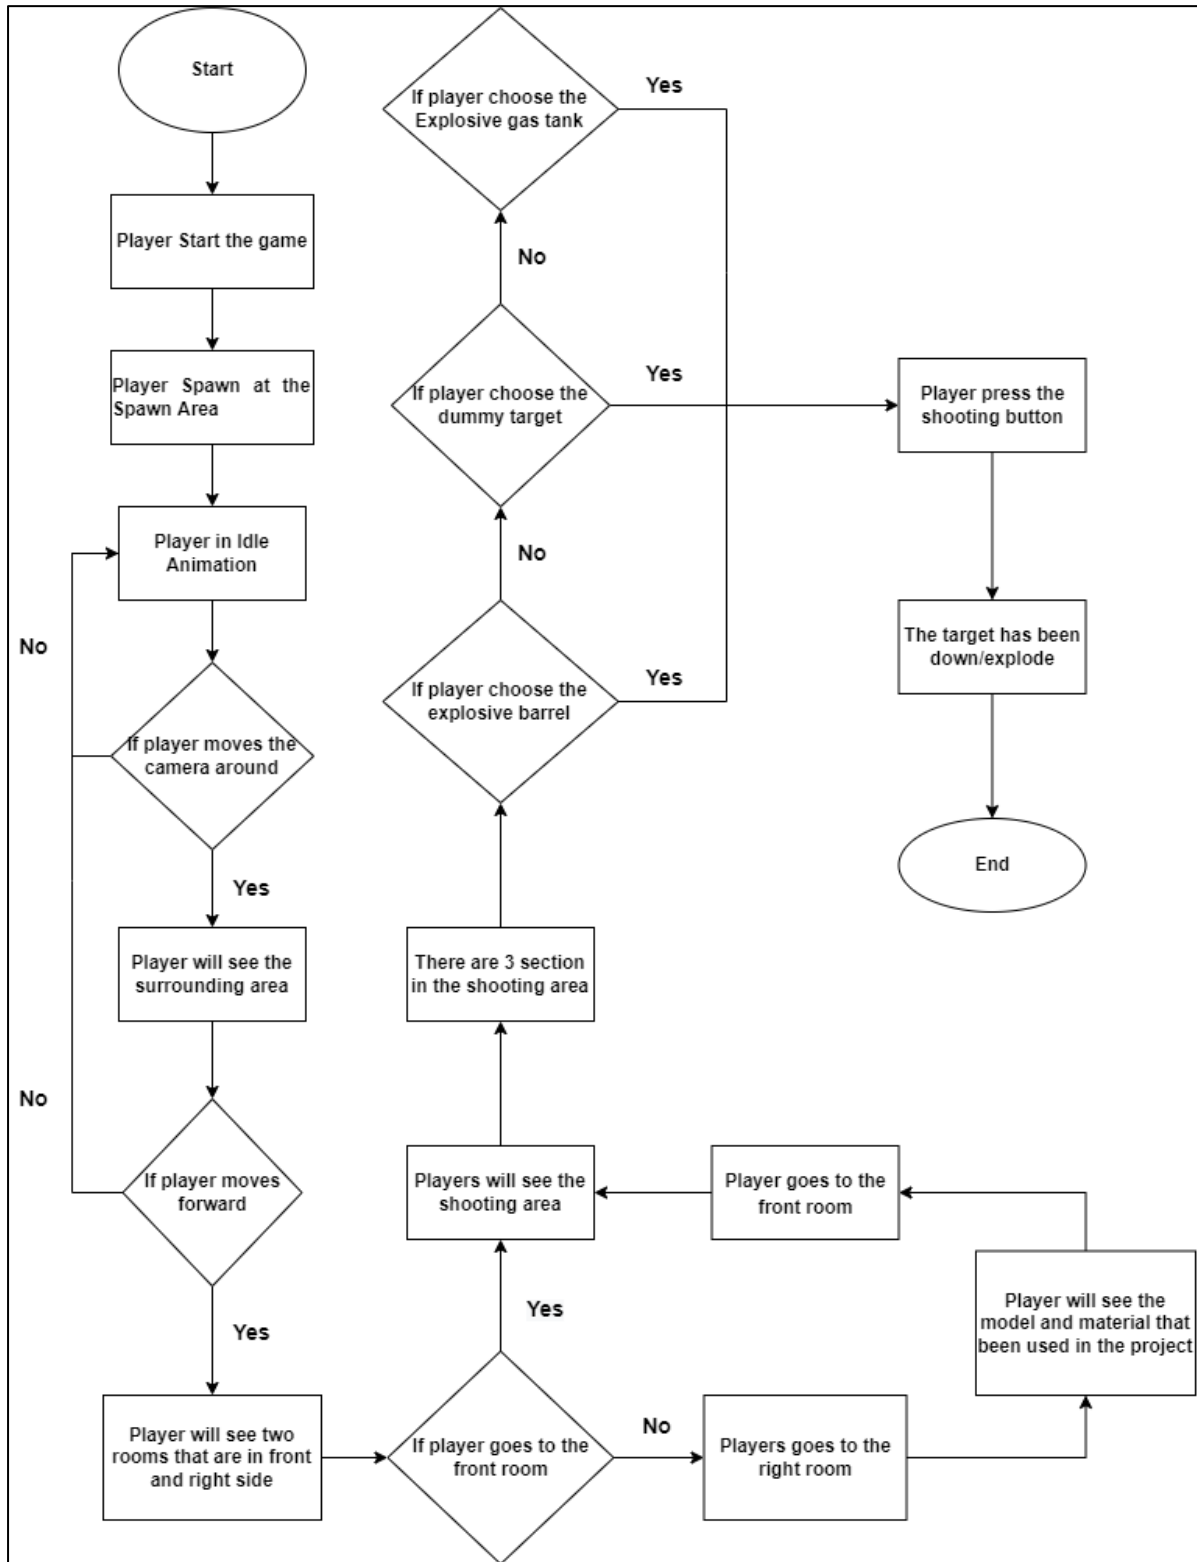 Start
Player Start the game
Player Spawn at the
Spawn Area
Player in Idle
Animation
No
If player moves the
camera around
Yes
Player will see the
surrounding area
No
If player moves
forward
Yes
Player will see two
rooms that are in front
and right side
If player goes to the
front room
No
Players goes to the
right room
Player will see the
model and material that
been used in the project
Player goes to the
front room
Yes
Players will see the
shooting area
There are 3 section
in the shooting area
If player choose the
explosive barrel
Yes
No
If player choose the
dummy target
Yes
No
If player choose the
Explosive gas tank
Yes
Player press the
shooting button
The target has been
down/explode
End